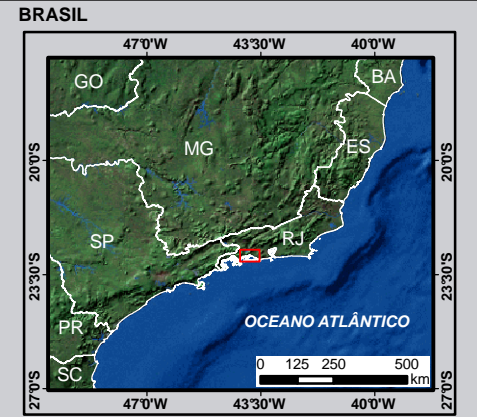 BRASIL
47°0'W 43°30'W 40°0'W
GO
BA
MG
ES
20°0'S 20°0'S
SP
RJ
23°30'S 23°30'S
PR
OCEANO ATLÂNTICO
SC
0 125 250 500
km
27°0'S 27°0'S
47°0'W 43°30'W 40°0'W